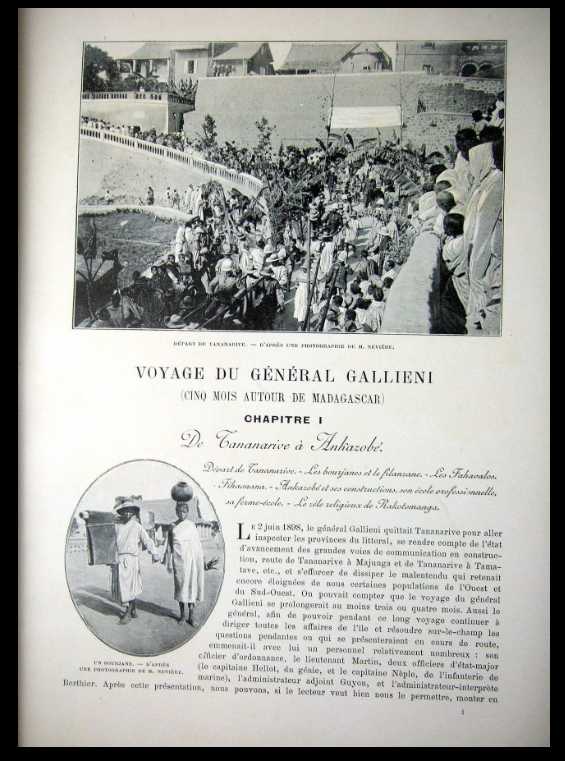 DÉPART DE TANANARIVE. — D'APRÈS UNE PHOTOGRAPHIE DE M. NEVIÈRE.
VOYAGE DU GÉNÉRAL GALLIENI
(CINQ MOIS AUTOUR DE MADAGASCAR)
CHAPITRE I
De Tananarive à Ankazobé.
Départ de Tananarive. - Les bourjanes et le filanzane. - Les Fahavalos.
Fihaonana. - Ankazobé et ses constructions, son école professionnelle,
sa ferme-école. - Le zèle religieux de Rakotomanga.
LE 2 juin 1898, le général Gallieni quittait Tananarive pour aller
inspecter les provinces du littoral, se rendre compte de l'état
d'avancement des grandes voies de communication en construc-
tion, route de Tananarive à Majunga et de Tananarive à Tama-
tave, etc., et s'efforcer de dissiper le malentendu qui retenait
encore éloignées de nous certaines populations de l'Ouest et
du Sud-Ouest. On pouvait compter que le voyage du général
Gallieni se prolongerait au moins trois ou quatre mois. Aussi le
général, afin de pouvoir pendant ce long voyage continuer à
diriger toutes les affaires de l'île et résoudre sur-le-champ les
questions pendantes ou qui se présenteraient en cours de route,
emmenait-il avec lui un personnel relativement nombreux : son
officier d'ordonnance, le lieutenant Martin, deux officiers d'état-major
(le capitaine Hellot, du génie, et le capitaine Nèple, de l'infanterie de
marine), l'administrateur adjoint Guyon, et l'administrateur-interprète
UN BOURJANE. — D'APRÈS
UNE PHOTOGRAPHIE DE M. NEVIÈRE.
Berthier. Après cette présentation, nous pouvons, si le lecteur veut bien nous le permettre, monter en
1